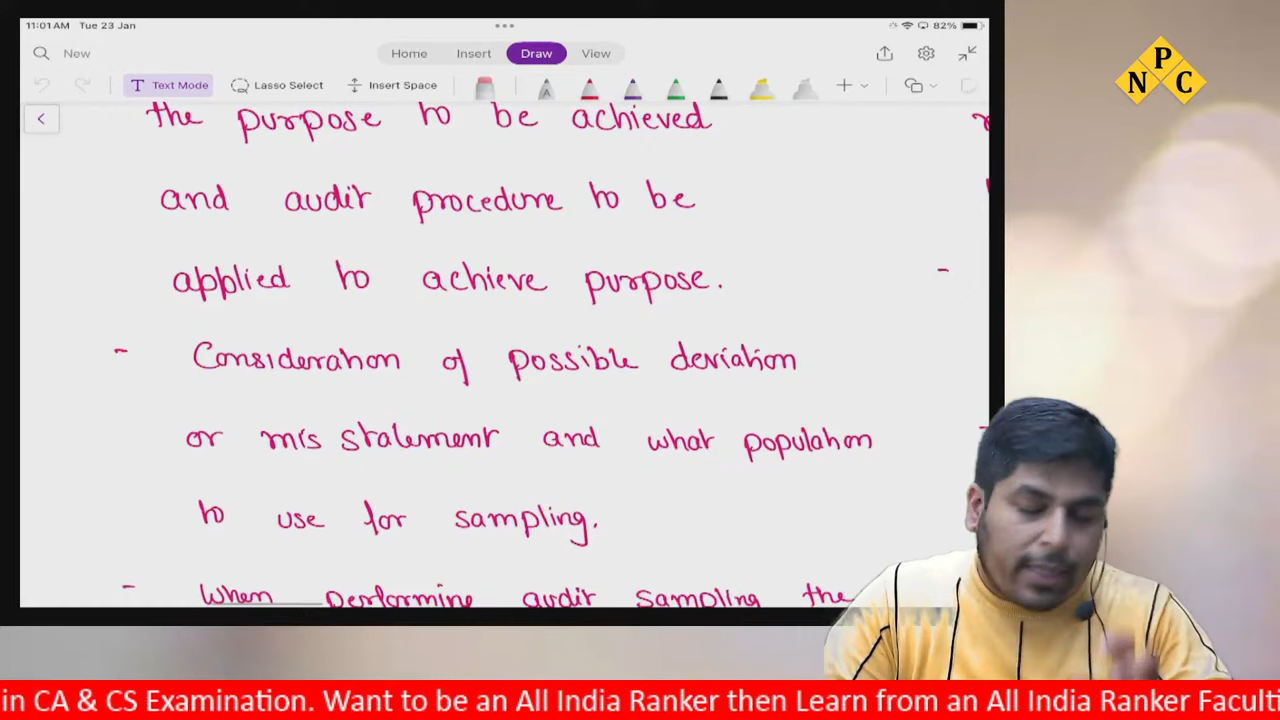 11:01 AM Tue 23 Jan
82%
New
Home Insert Draw View
Text Mode Lasso Select Insert Space
the purpose to be achieved
and audit procedure to be
applied to achieve purpose.
- Consideration of possible deviation
or mis statement and what population
to use for sampling.
- When performing audit sampling the
N P C
in CA & CS Examination. Want to be an All India Ranker then Learn from an All India Ranker Faculti